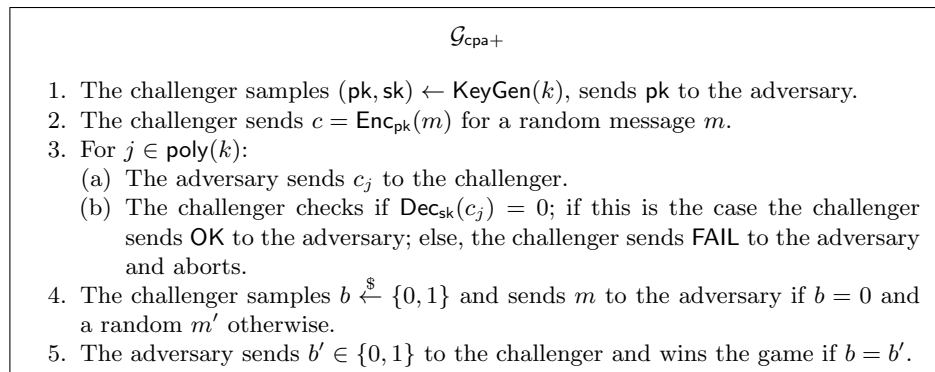 𝒢cpa+
1. The challenger samples (pk, sk) ← KeyGen(k), sends pk to the adversary.
2. The challenger sends c = Encpk(m) for a random message m.
3. For j ∈ poly(k):
(a) The adversary sends cj to the challenger.
(b) The challenger checks if Decsk(cj) = 0; if this is the case the challenger
sends OK to the adversary; else, the challenger sends FAIL to the adversary
and aborts.
4. The challenger samples b $← {0, 1} and sends m to the adversary if b = 0 and
a random m′ otherwise.
5. The adversary sends b′ ∈ {0, 1} to the challenger and wins the game if b = b′.